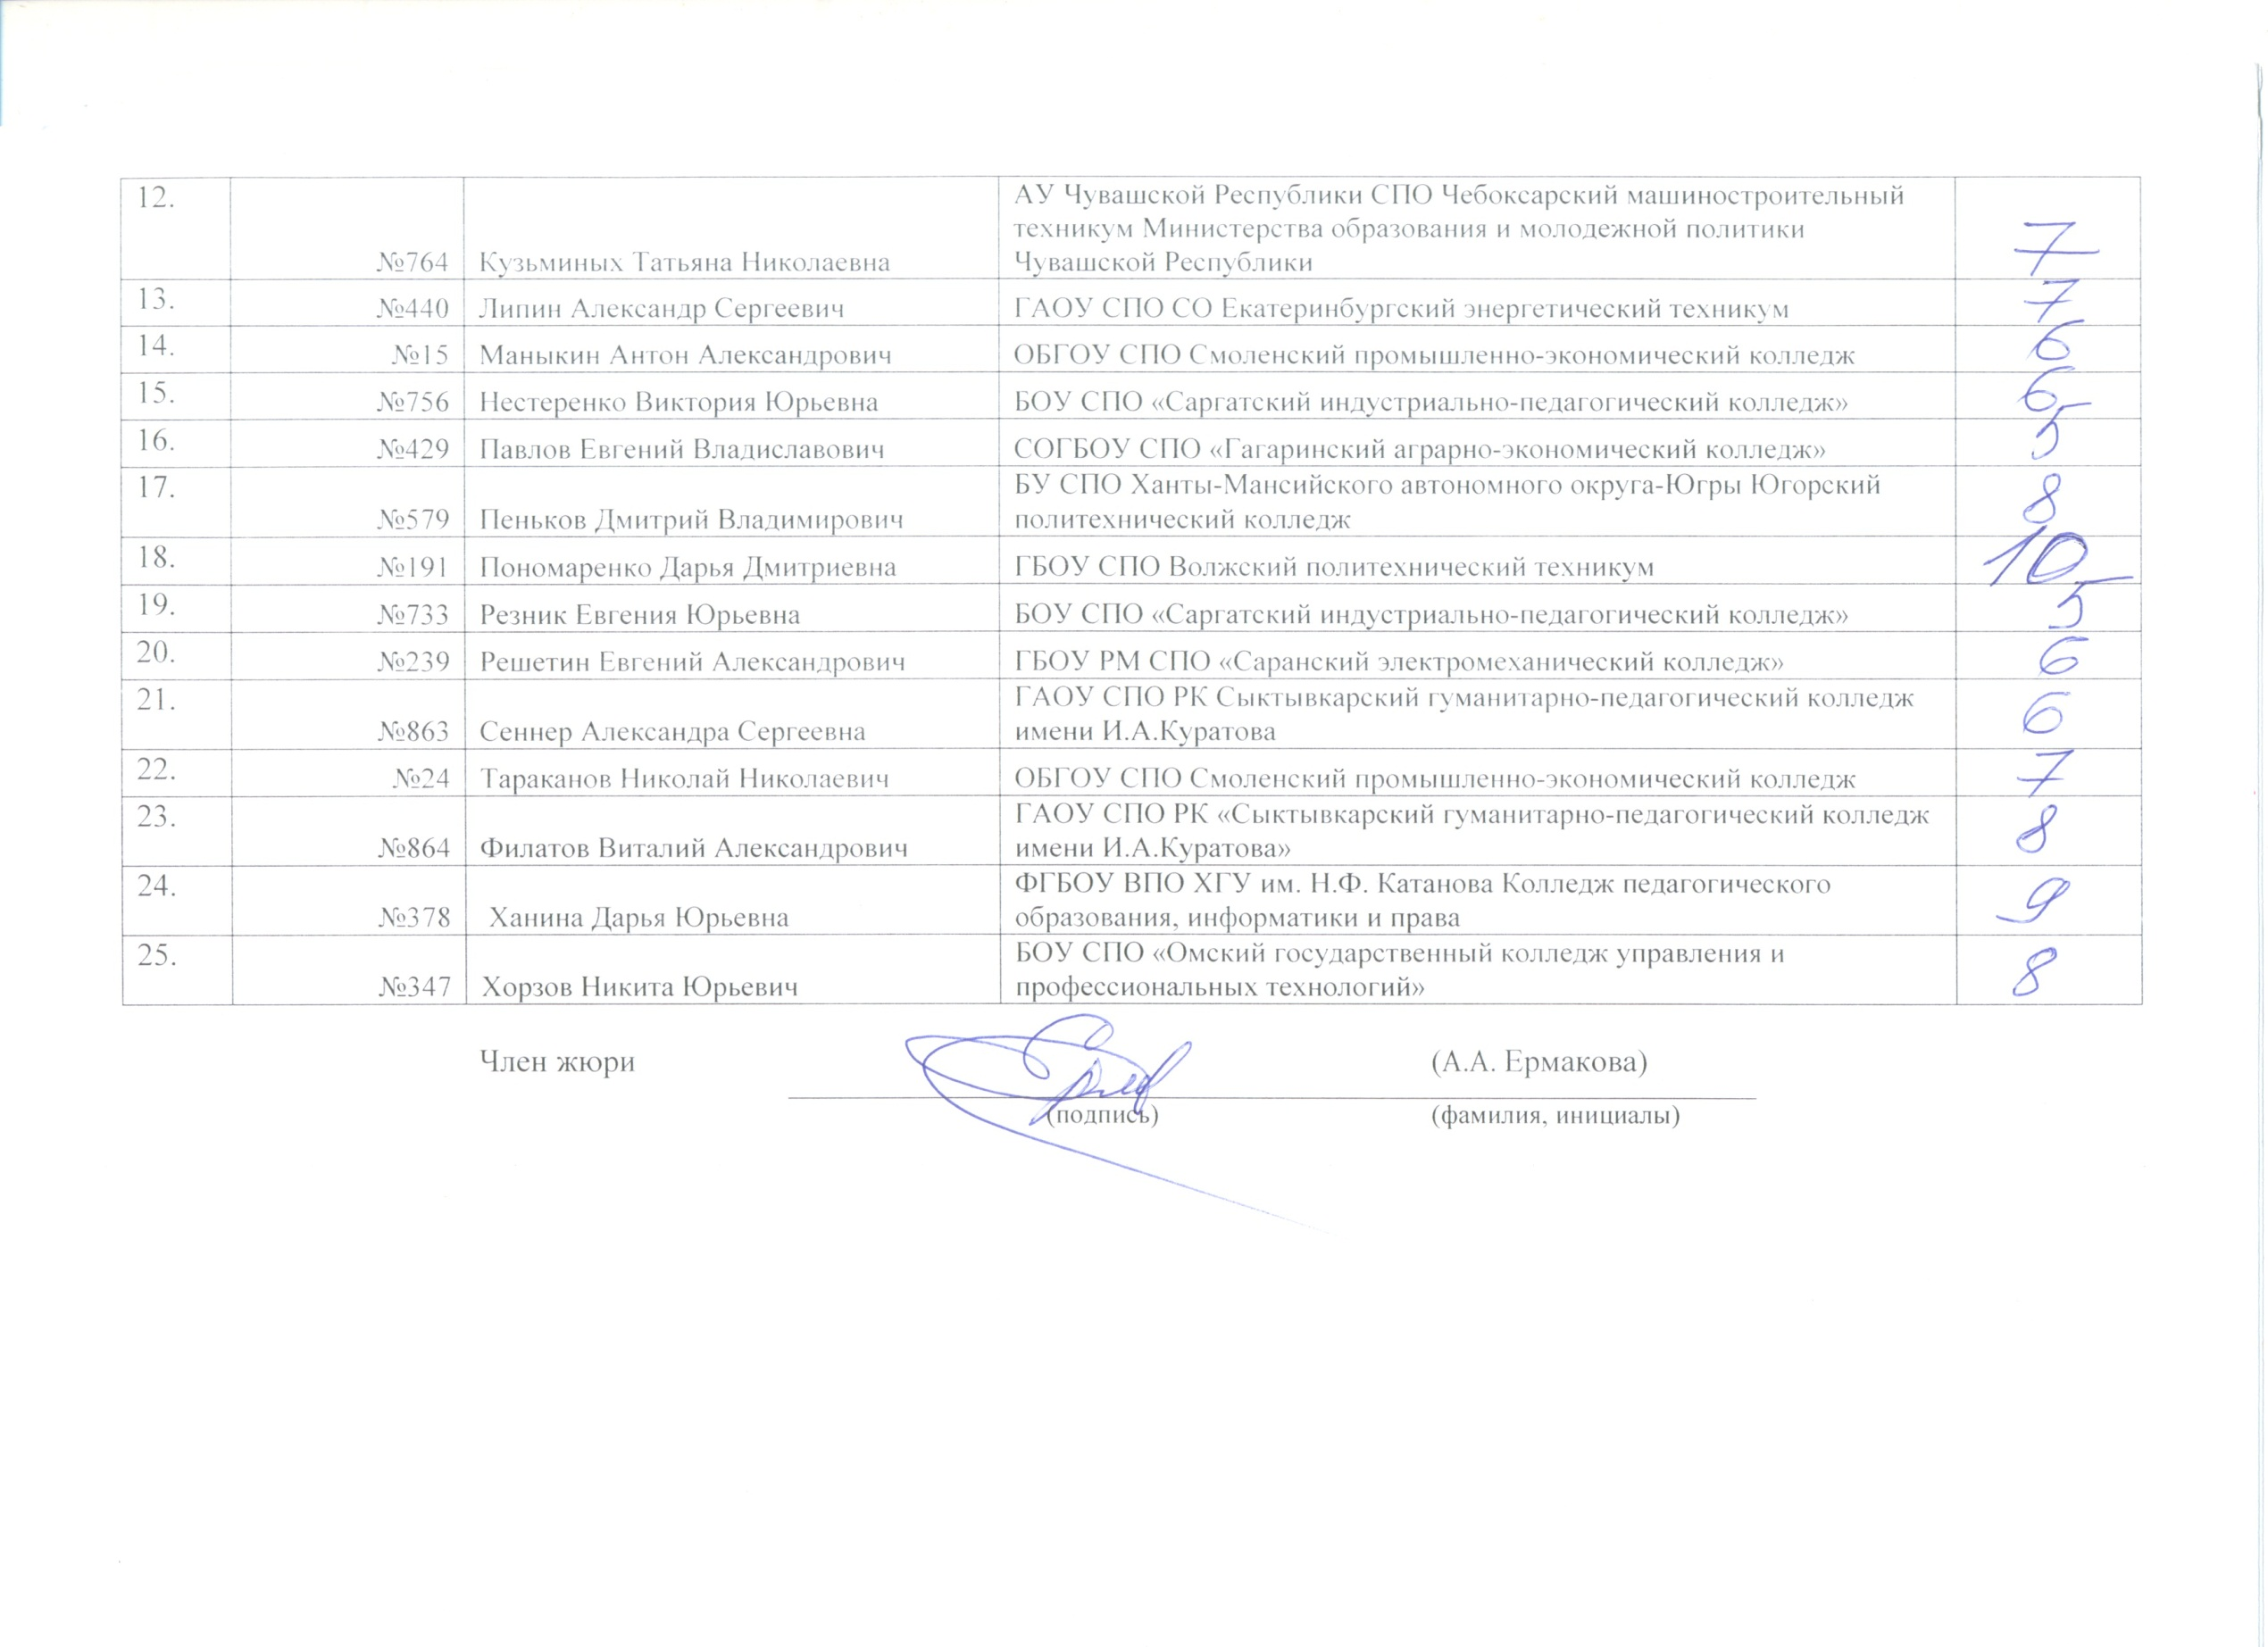 12.
№764 Кузьминых Татьяна Николаевна
АУ Чувашской Республики СПО Чебоксарский машиностроительный
техникум Министерства образования и молодежной политики
Чувашской Республики
7
13. №440 Липин Александр Сергеевич ГАОУ СПО СО Екатеринбургский энергетический техникум 7
14. №15 Маныкин Антон Александрович ОБГОУ СПО Смоленский промышленно-экономический колледж 6
15. №756 Нестеренко Виктория Юрьевна БОУ СПО «Саргатский индустриально-педагогический колледж» 6
16. №429 Павлов Евгений Владиславович СОГБОУ СПО «Гагаринский аграрно-экономический колледж» 5
17.
№579 Пеньков Дмитрий Владимирович
БУ СПО Ханты-Мансийского автономного округа-Югры Югорский
политехнический колледж
8
18. №191 Пономаренко Дарья Дмитриевна ГБОУ СПО Волжский политехнический техникум 10
19. №733 Резник Евгения Юрьевна БОУ СПО «Саргатский индустриально-педагогический колледж» 5
20. №239 Решетин Евгений Александрович ГБОУ РМ СПО «Саранский электромеханический колледж» 6
21.
№863 Сеннер Александра Сергеевна
ГАОУ СПО РК Сыктывкарский гуманитарно-педагогический колледж
имени И.А.Куратова
6
22. №24 Тараканов Николай Николаевич ОБГОУ СПО Смоленский промышленно-экономический колледж 7
23.
№864 Филатов Виталий Александрович
ГАОУ СПО РК «Сыктывкарский гуманитарно-педагогический колледж
имени И.А.Куратова»
8
24.
№378 Ханина Дарья Юрьевна
ФГБОУ ВПО ХГУ им. Н.Ф. Катанова Колледж педагогического
образования, информатики и права
9
25.
№347 Хорзов Никита Юрьевич
БОУ СПО «Омский государственный колледж управления и
профессиональных технологий»
8
Член жюри (А.А. Ермакова)
(подпись) (фамилия, инициалы)